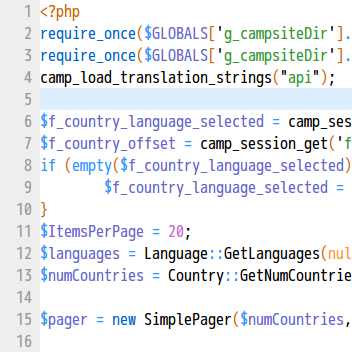 1 <?php
2 require_once($GLOBALS['g_campsiteDir'].
3 require_once($GLOBALS['g_campsiteDir'].
4 camp_load_translation_strings("api");
5
6 $f_country_language_selected = camp_ses
7 $f_country_offset = camp_session_get('f
8 if (empty($f_country_language_selected)
9 $f_country_language_selected =
10 }
11 $ItemsPerPage = 20;
12 $languages = Language::GetLanguages(nul
13 $numCountries = Country::GetNumCountrie
14
15 $pager = new SimplePager($numCountries,
16